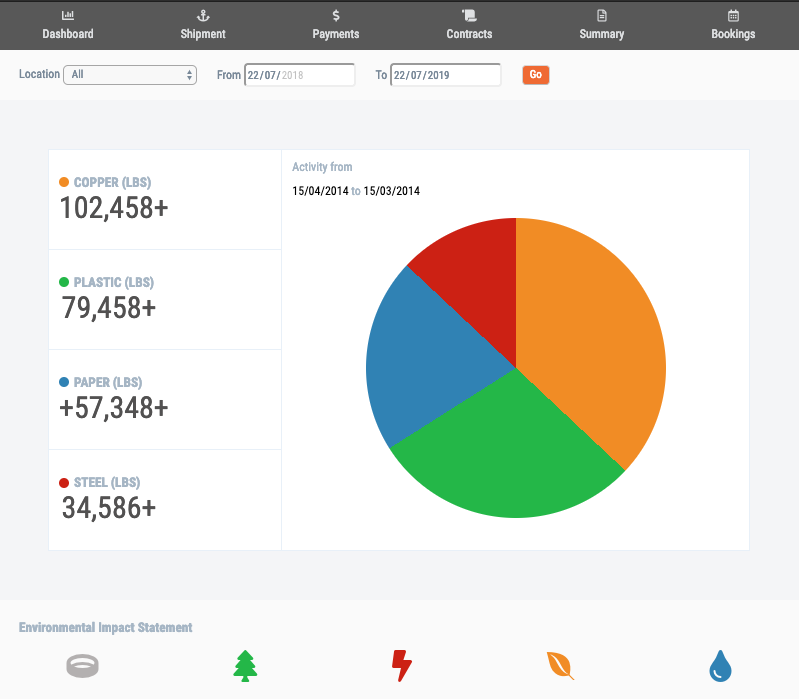 Dashboard Shipment Payments Contracts Summary Bookings
Location All From 22/07/2018 To 22/07/2019 Go
COPPER (LBS)
102,458+
PLASTIC (LBS)
79,458+
PAPER (LBS)
+57,348+
STEEL (LBS)
34,586+
Activity from
15/04/2014 to 15/03/2014
Environmental Impact Statement